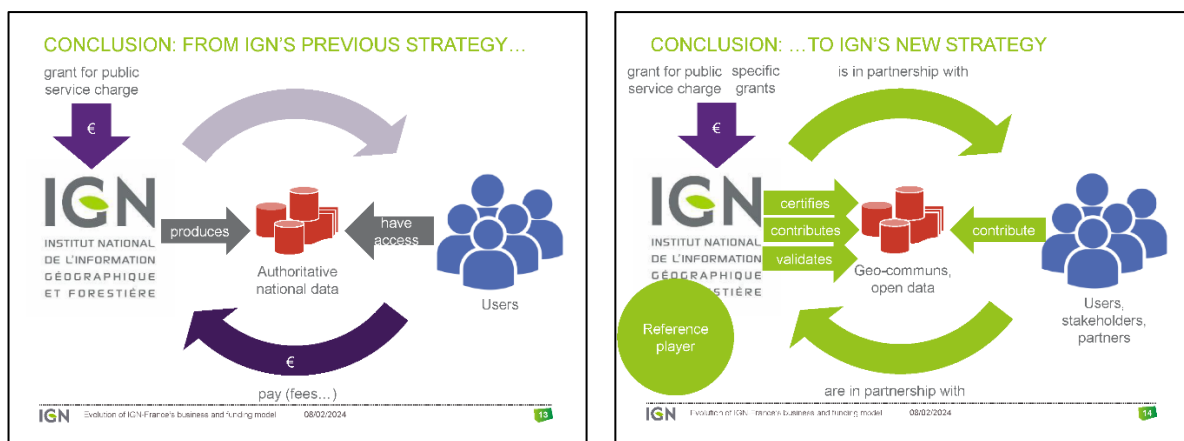 CONCLUSION: FROM IGN'S PREVIOUS STRATEGY…
grant for public
service charge
€
IGN
INSTITUT NATIONAL
DE L'INFORMATION
GÉOGRAPHIQUE
ET FORESTIÈRE
produces
have
access
Authoritative
national data
Users
€
pay (fees…)
IGN
Evolution of IGN-France's business and funding model
08/02/2024
13
CONCLUSION: …TO IGN'S NEW STRATEGY
grant for public
service charge
specific
grants
is in partnership with
€
IGN
INSTITUT NATIONAL
DE L'INFORMATION
GÉOGRAPHIQUE
ET FORESTIÈRE
certifies
contributes
validates
contribute
Geo-communs,
open data
Users,
stakeholders,
partners
Reference
player
are in partnership with
IGN
Evolution of IGN France's business and funding model
08/02/2024
14